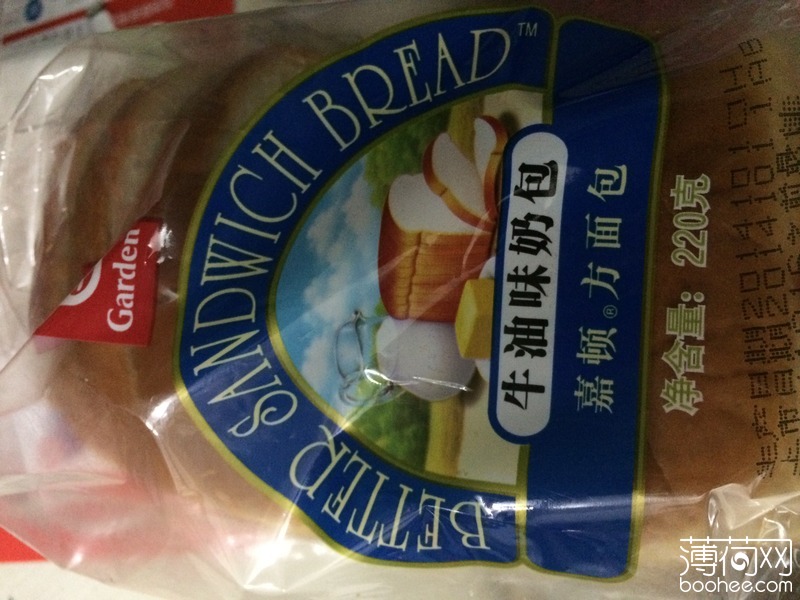 BETTER SANDWICH BREAD™
Garden
牛油味奶包
嘉顿®方面包
净含量：220克
薄荷网
boohee.com